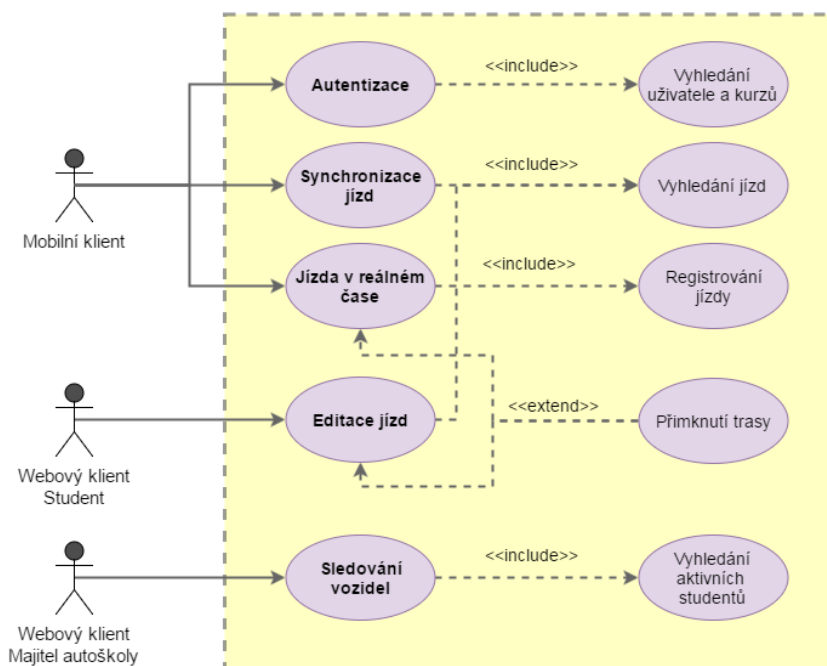 Autentizace
<<include>>
Vyhledání
uživatele a kurzů
Mobilní klient
Synchronizace
jízd
<<include>>
Vyhledání jízd
Jízda v reálném
čase
<<include>>
Registrování
jízdy
Webový klient
Student
Editace jízd
<<extend>>
Přimknutí trasy
Webový klient
Majitel autoškoly
Sledování
vozidel
<<include>>
Vyhledání
aktivních
studentů